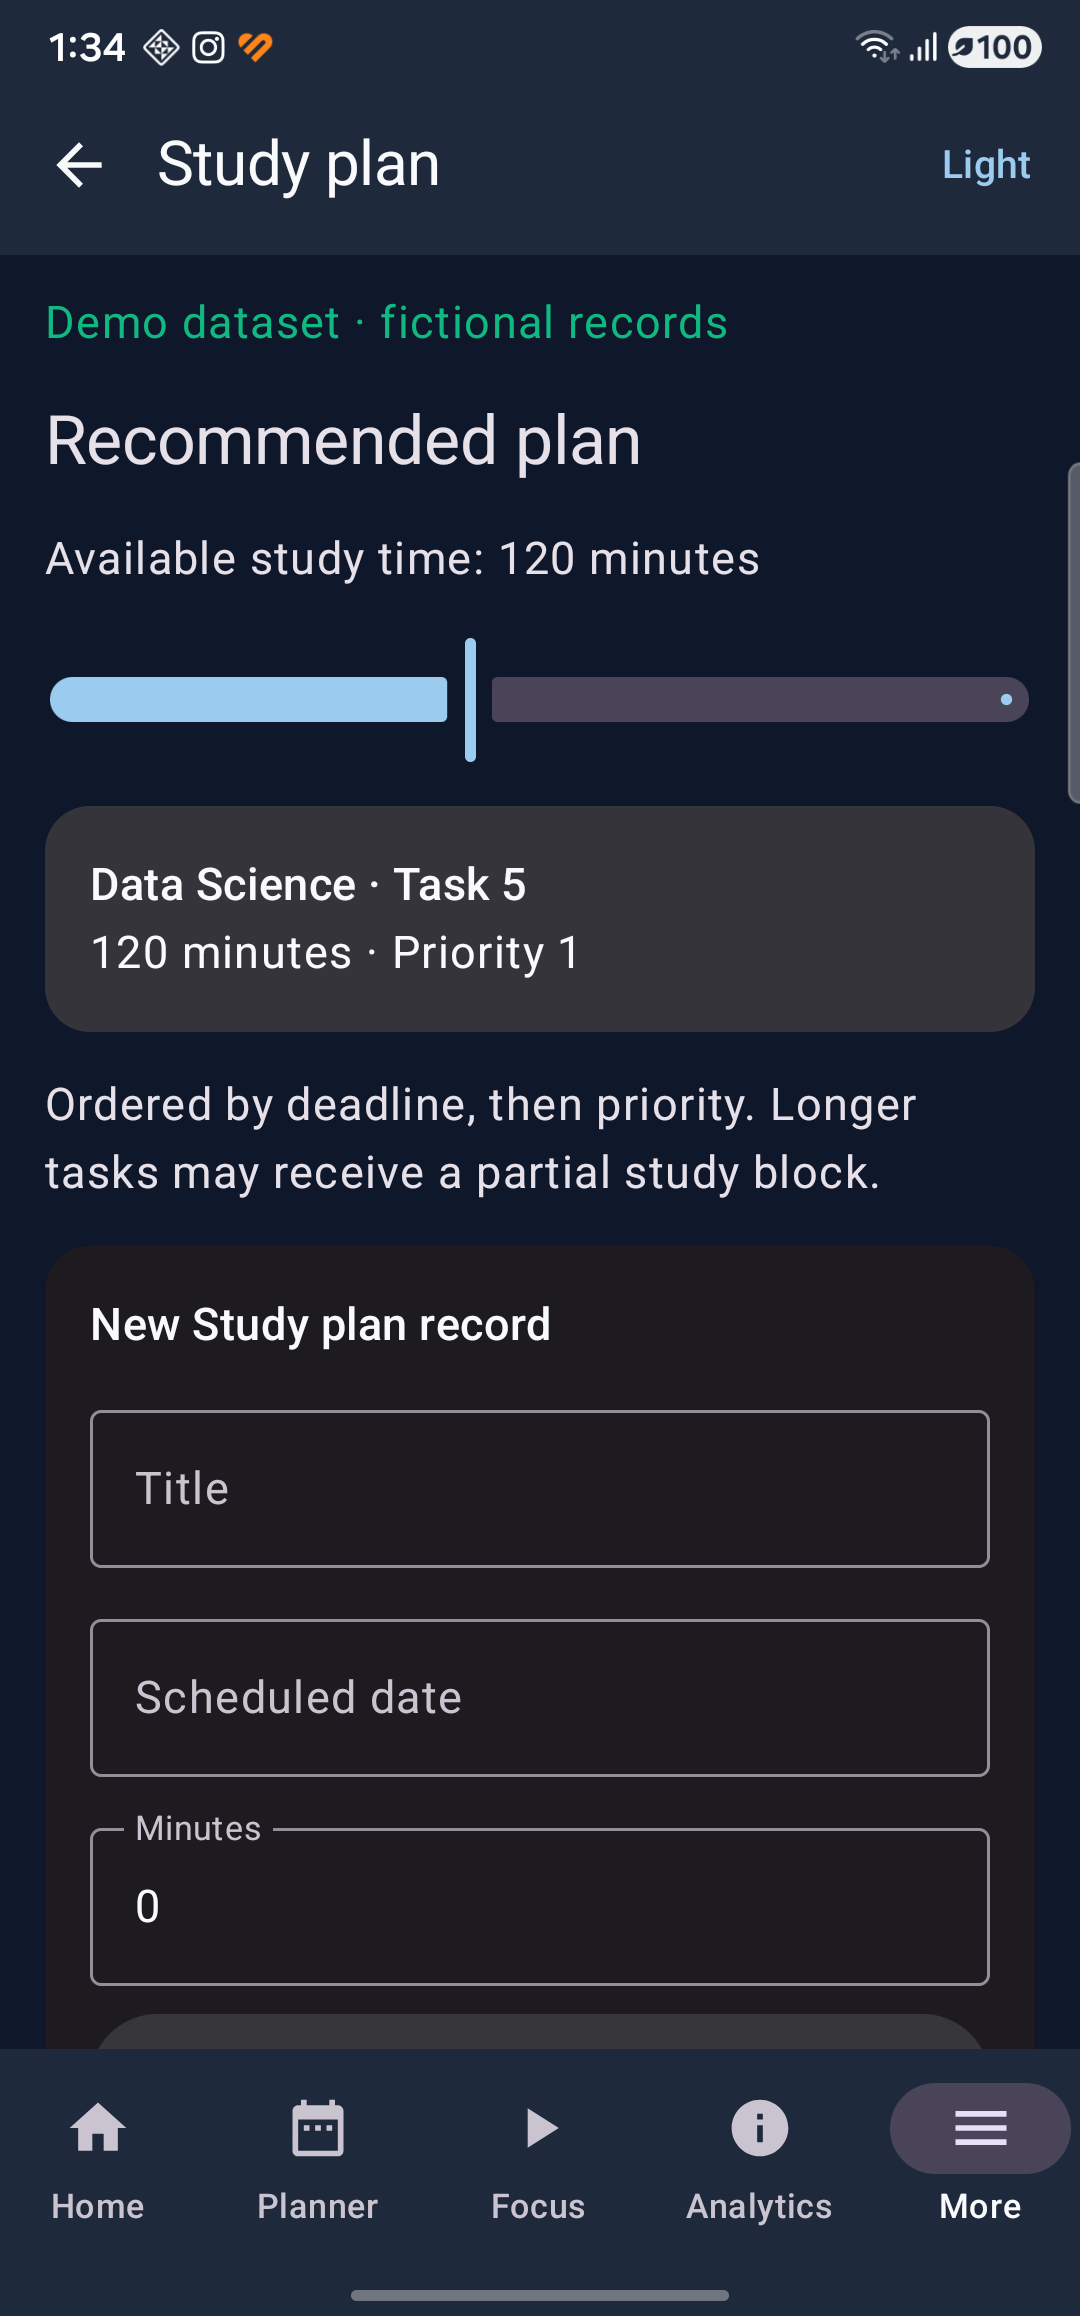 1:34
100
Study plan
Light
Demo dataset · fictional records
Recommended plan
Available study time: 120 minutes
Data Science · Task 5
120 minutes · Priority 1
Ordered by deadline, then priority. Longer
tasks may receive a partial study block.
New Study plan record
Title
Scheduled date
Minutes
0
Home
Planner
Focus
Analytics
More